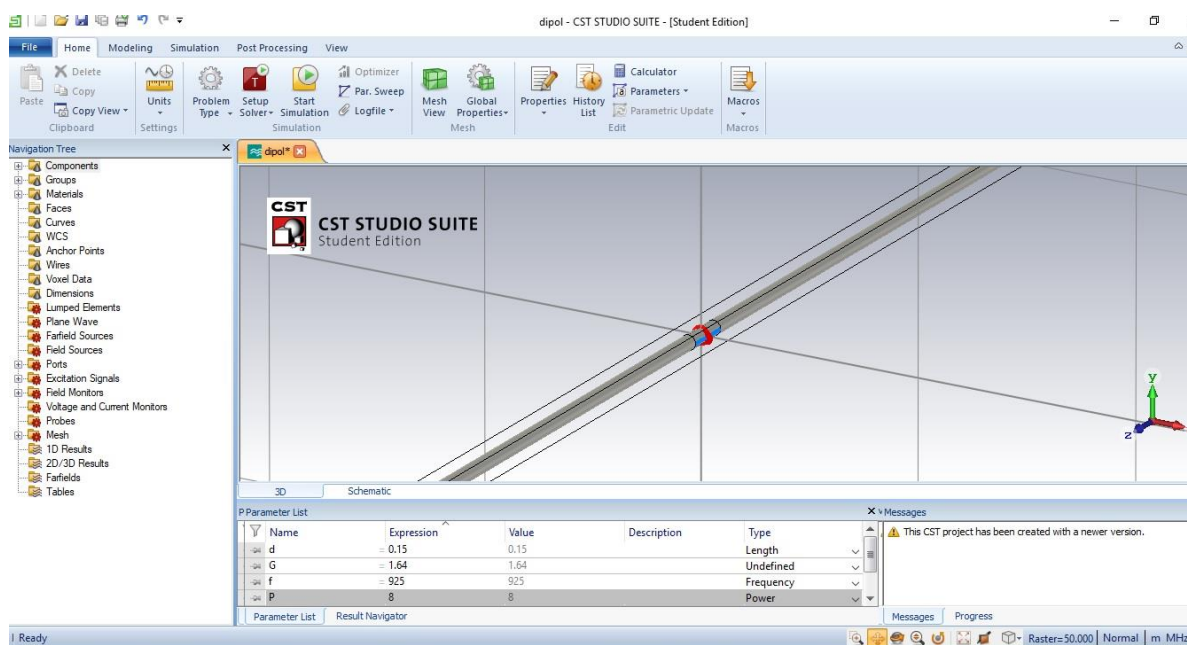 dipol - CST STUDIO SUITE - [Student Edition]
File Home Modeling Simulation Post Processing View
Paste Delete Copy Copy View Clipboard
Units Settings
Problem Type Setup Solver Start Simulation Optimizer Par. Sweep Logfile Simulation
Mesh View Global Properties Mesh
Properties History List Calculator Parameters Parametric Update Edit
Macros Macros
Navigation Tree
dipol*
Components
Groups
Materials
Faces
Curves
WCS
Anchor Points
Wires
Voxel Data
Dimensions
Lumped Elements
Plane Wave
Farfield Sources
Field Sources
Ports
Excitation Signals
Field Monitors
Voltage and Current Monitors
Probes
Mesh
1D Results
2D/3D Results
Farfields
Tables
CST
CST STUDIO SUITE
Student Edition
y
z
3D Schematic
Parameter List
Name Expression Value Description Type
d = 0.15 0.15 Length
G = 1.64 1.64 Undefined
f = 925 925 Frequency
P 8 8 Power
Parameter List Result Navigator
Messages
This CST project has been created with a newer version.
Messages Progress
Ready
Raster=50.000 Normal m MHz